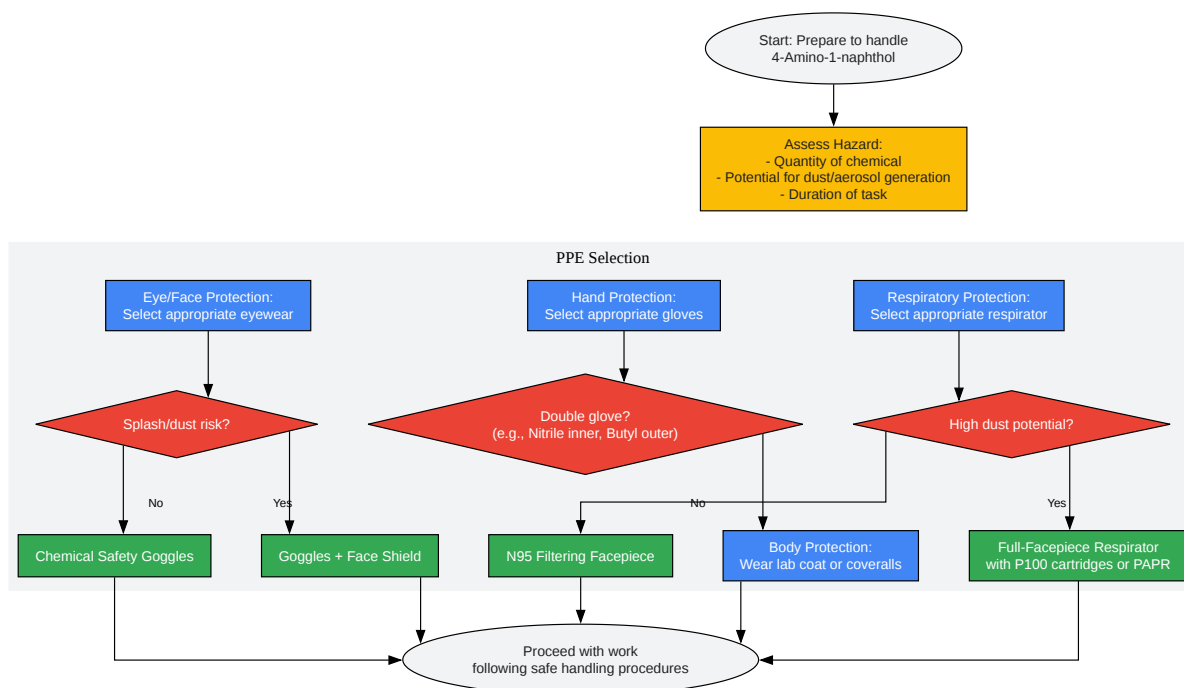 Start: Prepare to handle
4-Amino-1-naphthol
Assess Hazard:
- Quantity of chemical
- Potential for dust/aerosol generation
- Duration of task
PPE Selection
Eye/Face Protection:
Select appropriate eyewear
Hand Protection:
Select appropriate gloves
Respiratory Protection:
Select appropriate respirator
Splash/dust risk?
Double glove?
(e.g., Nitrile inner, Butyl outer)
High dust potential?
No
Yes
No
Yes
Chemical Safety Goggles
Goggles + Face Shield
N95 Filtering Facepiece
Body Protection:
Wear lab coat or coveralls
Full-Facepiece Respirator
with P100 cartridges or PAPR
Proceed with work
following safe handling procedures